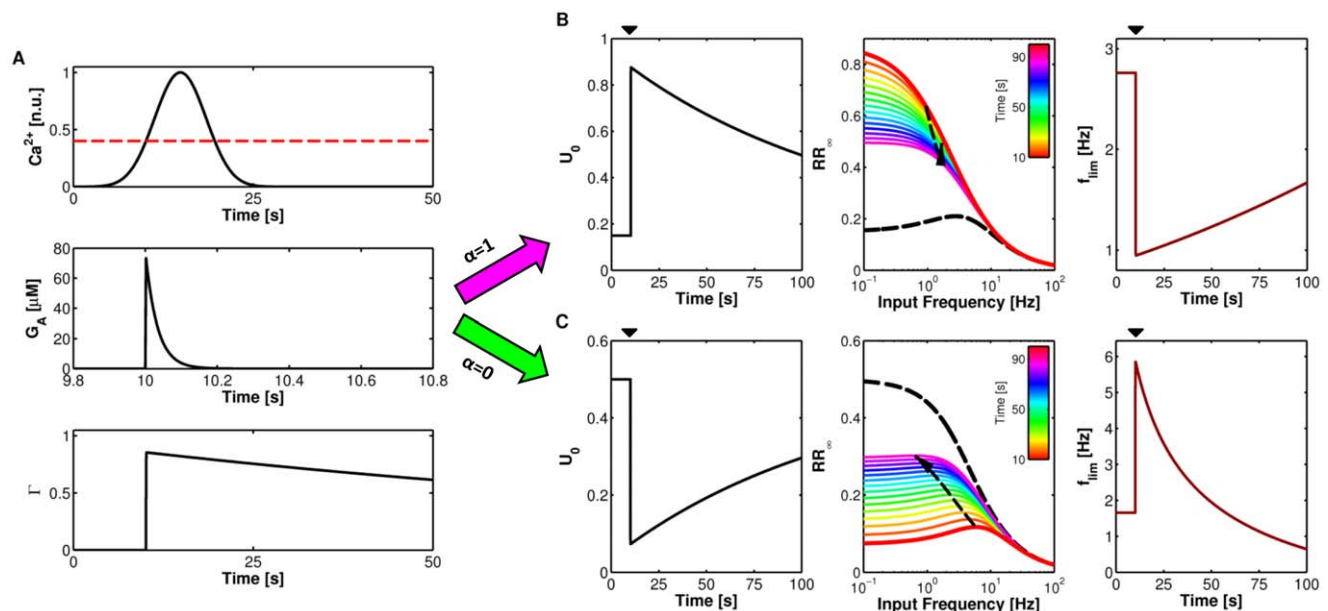 A
Ca²⁺ [n.u.]
1
0.5
0
0 25 50
Time [s]
G_A [μM]
80
60
40
20
0
9.8 10 10.2 10.4 10.6 10.8
Time [s]
Γ
1
0.5
0
0 25 50
Time [s]
α=1
α=0
B
U₀
1
0.8
0.6
0.4
0.2
0
0 25 50 75 100
Time [s]
RR∞
0.8
0.6
0.4
0.2
0
10⁻¹ 10⁰ 10¹ 10²
Input Frequency [Hz]
Time [s]
90
50
10
f_lim [Hz]
3
2
1
0 25 50 75 100
Time [s]
C
U₀
0.6
0.4
0.2
0
0 25 50 75 100
Time [s]
RR∞
0.6
0.4
0.2
0
10⁻¹ 10⁰ 10¹ 10²
Input Frequency [Hz]
Time [s]
90
50
10
f_lim [Hz]
6
5
4
3
2
1
0
0 25 50 75 100
Time [s]